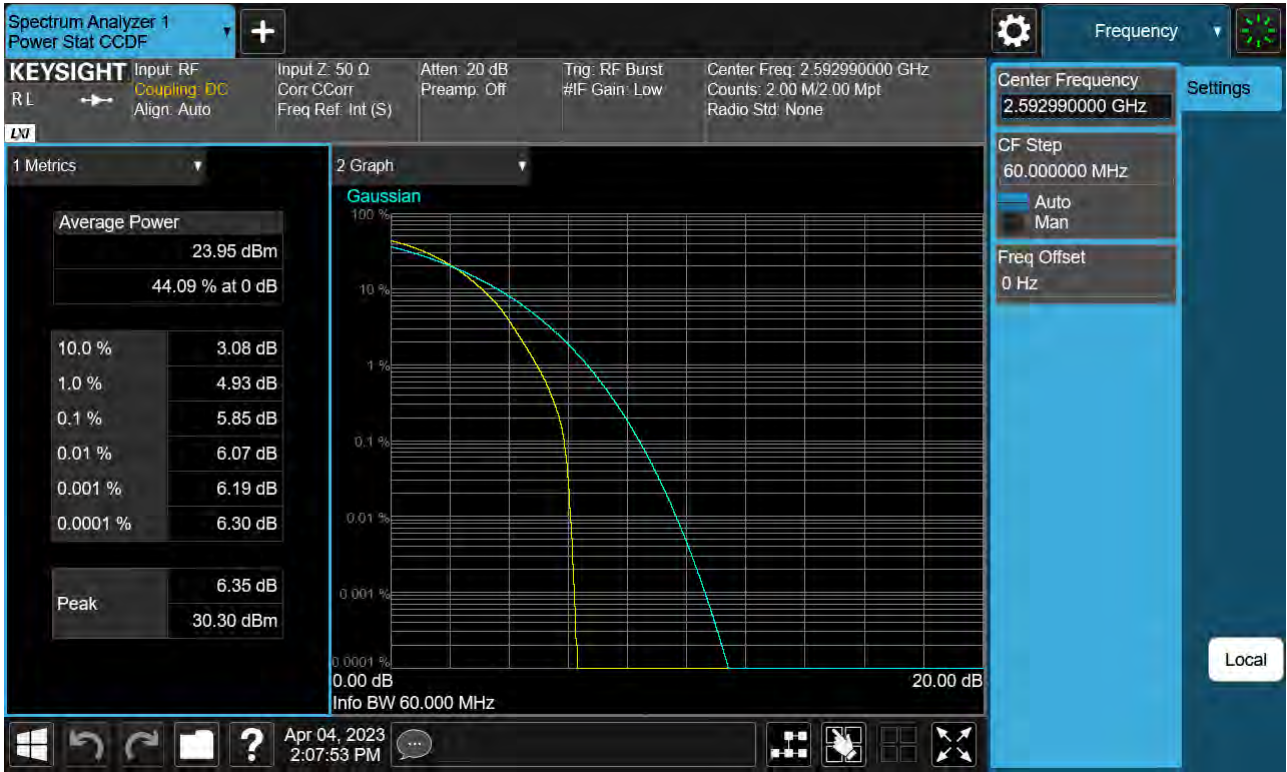 Spectrum Analyzer 1
Power Stat CCDF
+
Frequency
KEYSIGHT
R L
LXI
Input: RF
Coupling: DC
Align: Auto
Input Z: 50 Ω
Corr CCorr
Freq Ref: Int (S)
Atten: 20 dB
Preamp: Off
Trig: RF Burst
#IF Gain: Low
Center Freq: 2.592990000 GHz
Counts: 2.00 M/2.00 Mpt
Radio Std: None
Center Frequency
2.592990000 GHz
Settings
CF Step
60.000000 MHz
Auto
Man
Freq Offset
0 Hz
Local
1 Metrics
Average Power
23.95 dBm
44.09 % at 0 dB
10.0 % 3.08 dB
1.0 % 4.93 dB
0.1 % 5.85 dB
0.01 % 6.07 dB
0.001 % 6.19 dB
0.0001 % 6.30 dB
Peak
6.35 dB
30.30 dBm
2 Graph
Gaussian
100 %
10 %
1 %
0.1 %
0.01 %
0.001 %
0.0001 %
0.00 dB 20.00 dB
Info BW 60.000 MHz
?
Apr 04, 2023
2:07:53 PM